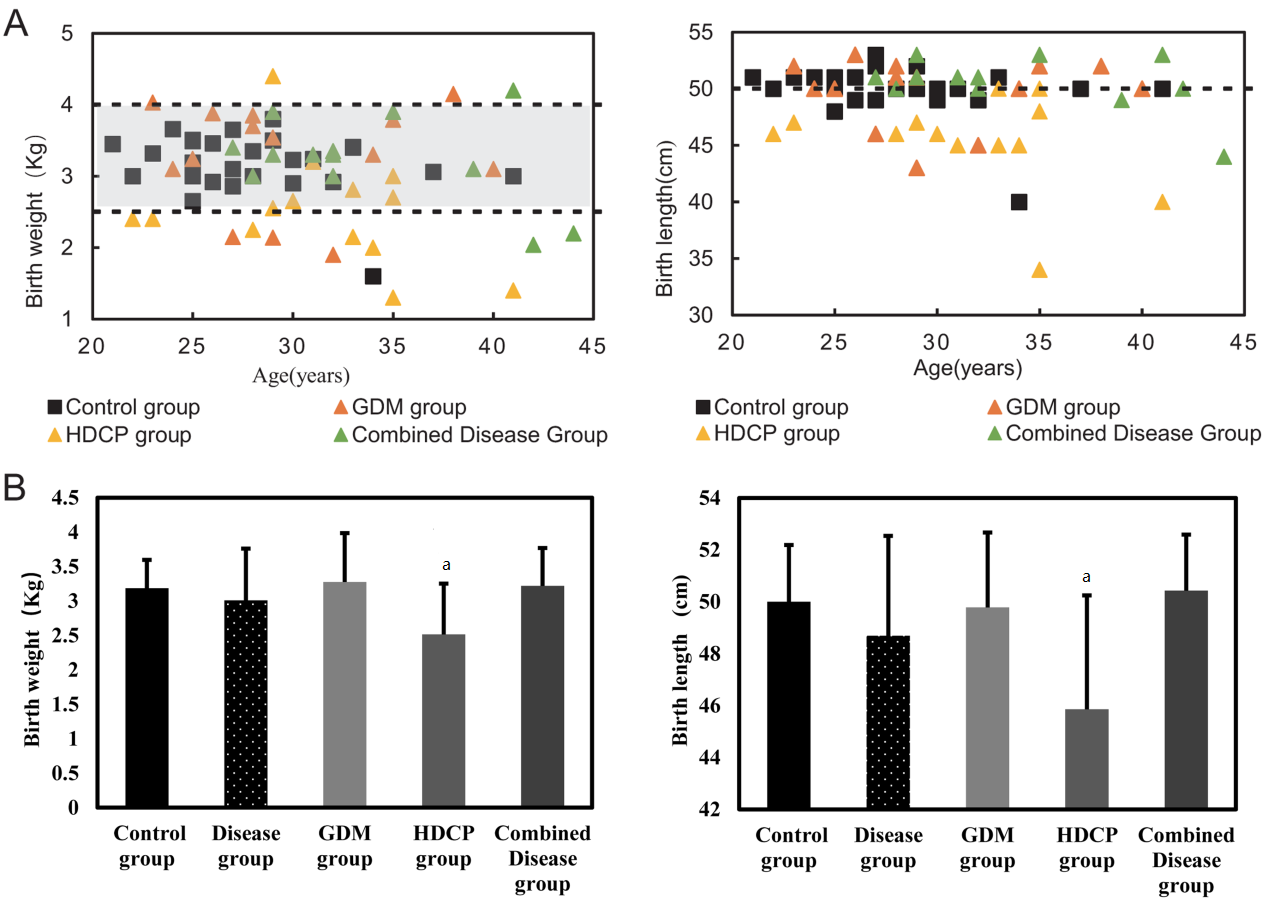 A
5
4
3
2
1
20
25
30
35
40
45
Birth weight (Kg)
Age(years)
Control group
GDM group
HDCP group
Combined Disease Group
55
50
45
40
35
30
20
25
30
35
40
45
Birth length(cm)
Age(years)
Control group
GDM group
HDCP group
Combined Disease Group
B
4.5
4
3.5
3
2.5
2
1.5
1
0.5
0
Birth weight (Kg)
a
Control
group
Disease
group
GDM
group
HDCP
group
Combined
Disease
group
54
52
50
48
46
44
42
Birth length (cm)
a
Control
group
Disease
group
GDM
group
HDCP
group
Combined
Disease
group